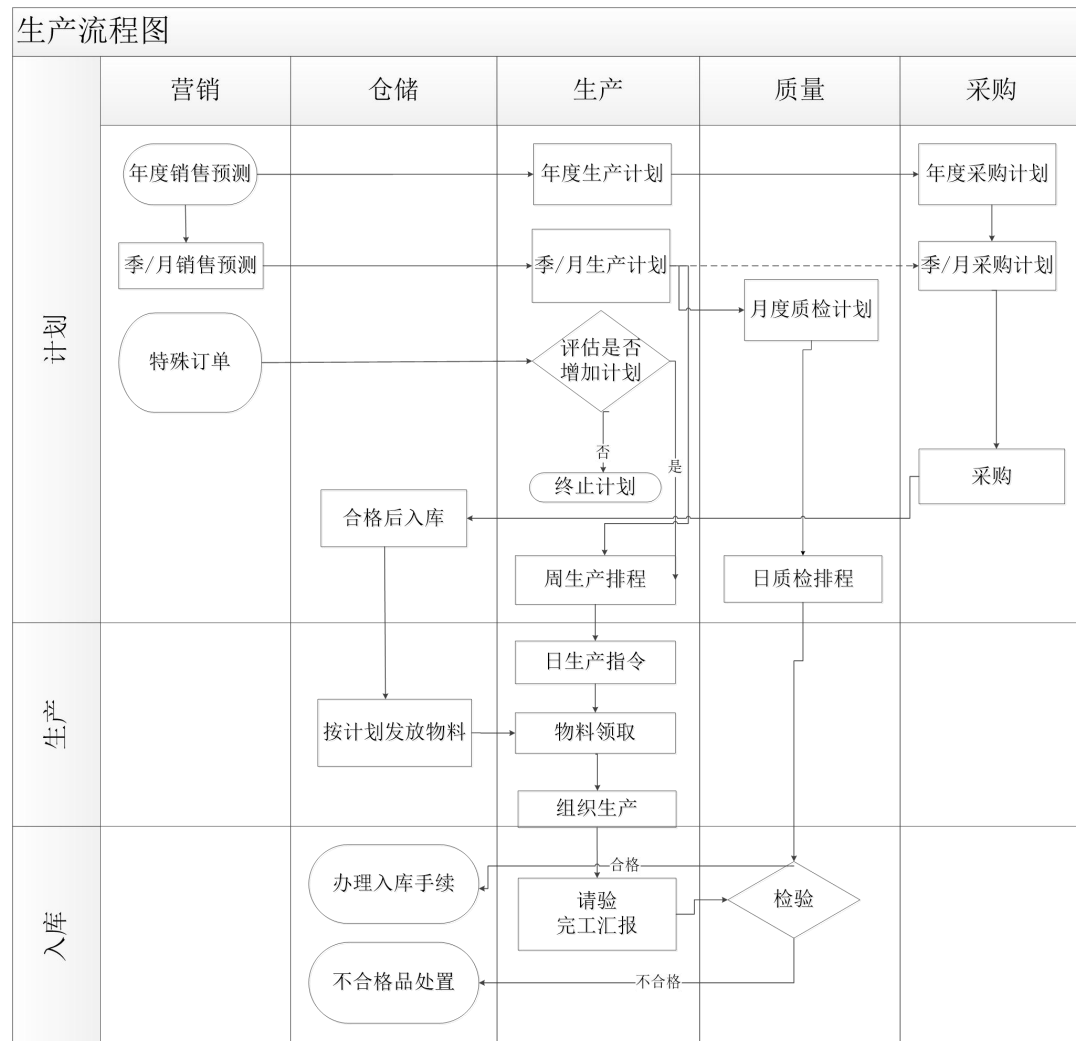 生产流程图
营销
仓储
生产
质量
采购
计划
年度销售预测
年度生产计划
年度采购计划
季/月销售预测
季/月生产计划
季/月采购计划
月度质检计划
特殊订单
评估是否
增加计划
否
是
终止计划
采购
合格后入库
周生产排程
日质检排程
生产
日生产指令
按计划发放物料
物料领取
组织生产
入库
合格
办理入库手续
请验
完工汇报
检验
不合格品处置
不合格